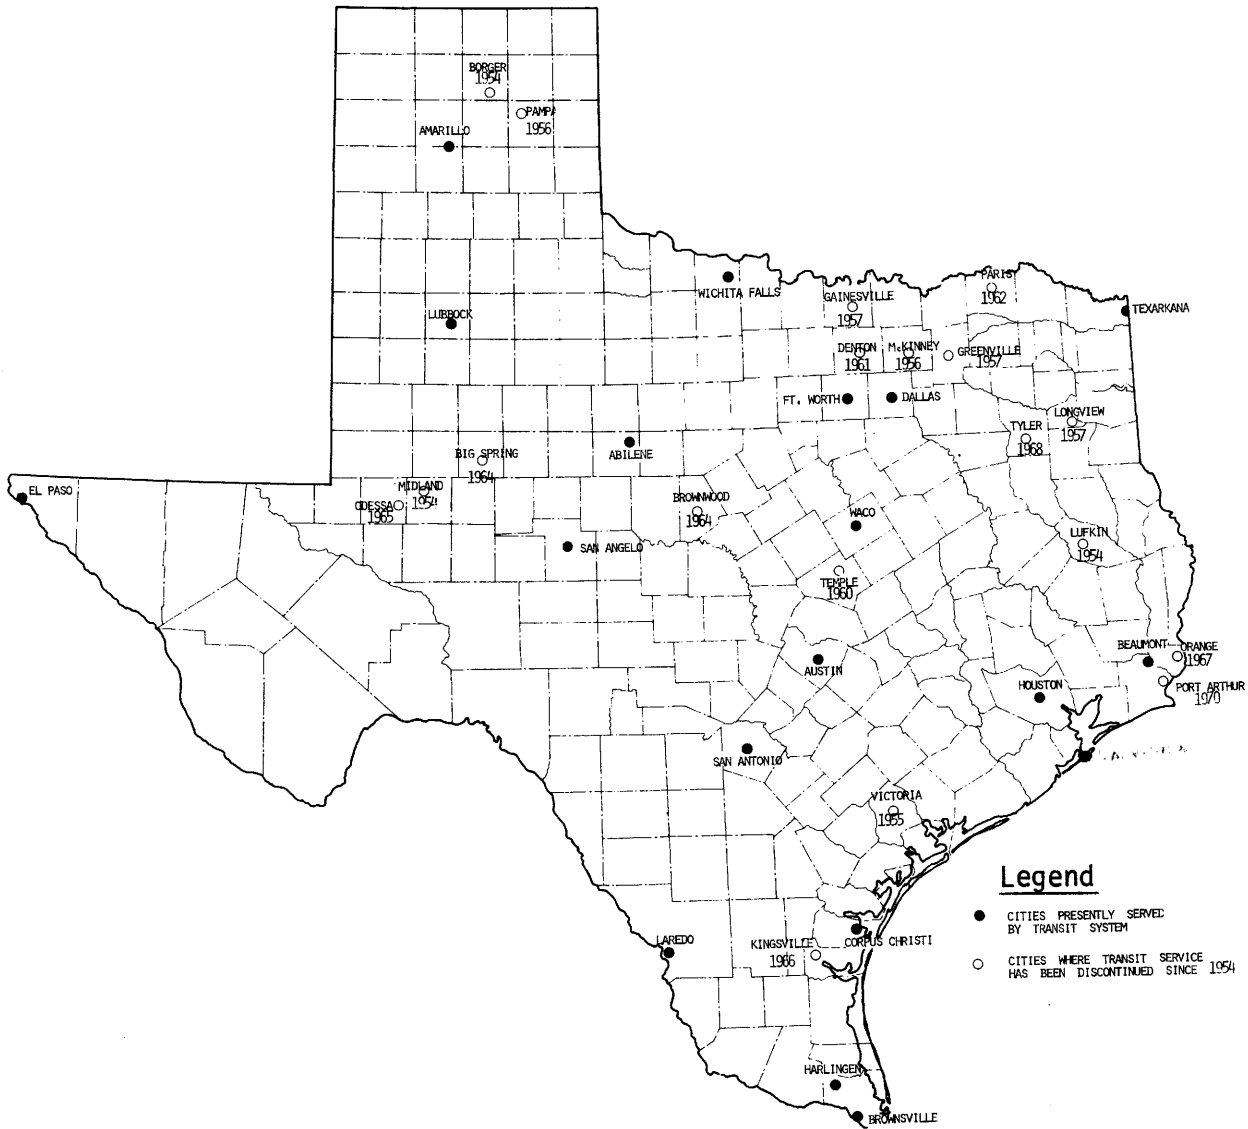 BORGER
1954
PAMPA
1956
AMARILLO
LUBBOCK
WICHITA FALLS
GAINESVILLE
1957
PARIS
1962
TEXARKANA
DENTON
1961
McKINNEY
1956
GREENVILLE
1957
FT. WORTH
DALLAS
LONGVIEW
1957
TYLER
1968
ABILENE
BIG SPRING
1964
MIDLAND
1954
ODESSA
1965
EL PASO
BROWNWOOD
1964
WACO
SAN ANGELO
LUFKIN
1954
TEMPLE
1960
BEAUMONT
ORANGE
1967
AUSTIN
HOUSTON
PORT ARTHUR
1970
SAN ANTONIO
VICTORIA
1955
Legend
CITIES PRESENTLY SERVED
BY TRANSIT SYSTEM
CITIES WHERE TRANSIT SERVICE
HAS BEEN DISCONTINUED SINCE 1954
LAREDO
KINGSVILLE
1966
CORPUS CHRISTI
HARLINGEN
BROWNSVILLE